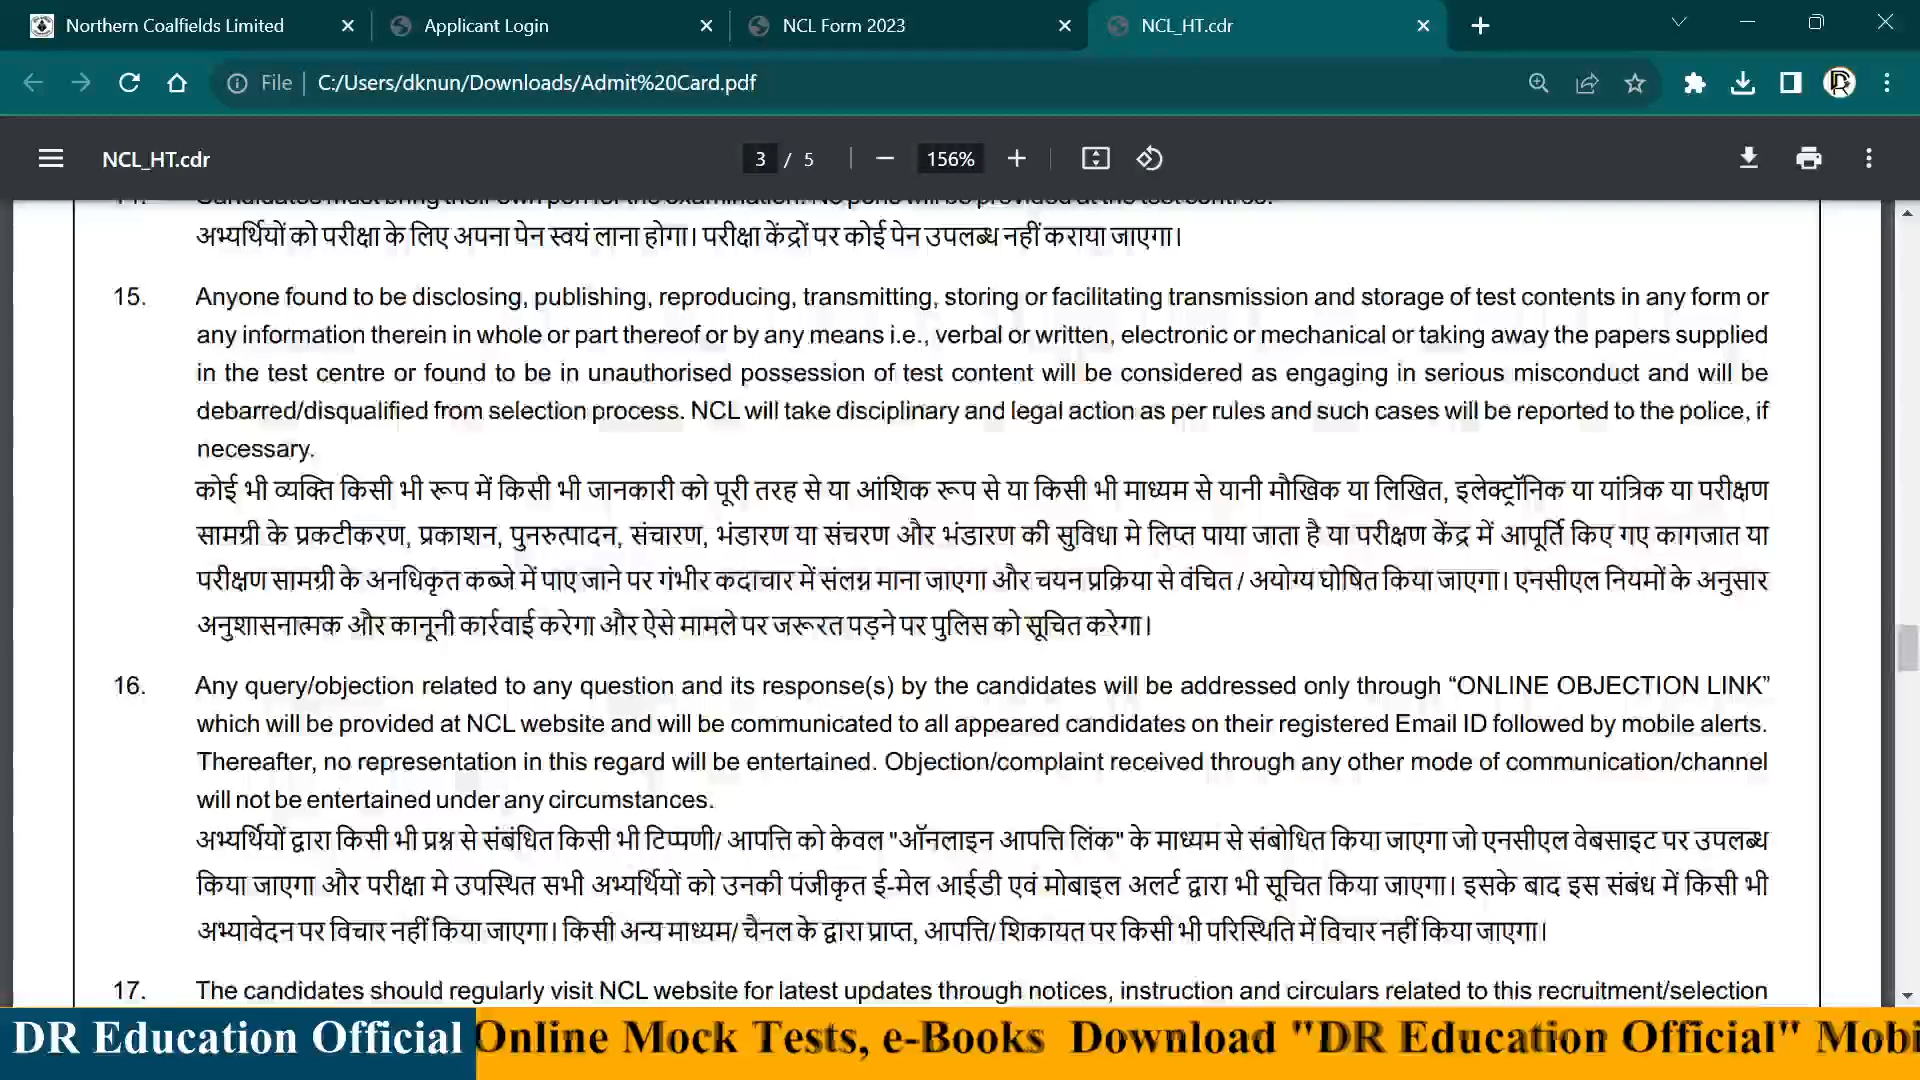 Northern Coalfields Limited
Applicant Login
NCL Form 2023
NCL_HT.cdr
File
C:/Users/dknun/Downloads/Admit%20Card.pdf
NCL_HT.cdr
3 / 5
156%
Candidates must bring their own pen for the examination. No pens will be provided at the test centres.
अभ्यर्थियों को परीक्षा के लिए अपना पेन स्वयं लाना होगा। परीक्षा केंद्रों पर कोई पेन उपलब्ध नहीं कराया जाएगा।
15. Anyone found to be disclosing, publishing, reproducing, transmitting, storing or facilitating transmission and storage of test contents in any form or
any information therein in whole or part thereof or by any means i.e., verbal or written, electronic or mechanical or taking away the papers supplied
in the test centre or found to be in unauthorised possession of test content will be considered as engaging in serious misconduct and will be
debarred/disqualified from selection process. NCL will take disciplinary and legal action as per rules and such cases will be reported to the police, if
necessary.
कोई भी व्यक्ति किसी भी रूप में किसी भी जानकारी को पूरी तरह से या आंशिक रूप से या किसी भी माध्यम से यानी मौखिक या लिखित, इलेक्ट्रॉनिक या यांत्रिक या परीक्षण
सामग्री के प्रकटीकरण, प्रकाशन, पुनरुत्पादन, संचारण, भंडारण या संचरण और भंडारण की सुविधा मे लिप्त पाया जाता है या परीक्षण केंद्र में आपूर्ति किए गए कागजात या
परीक्षण सामग्री के अनधिकृत कब्जे में पाए जाने पर गंभीर कदाचार में संलग्न माना जाएगा और चयन प्रक्रिया से वंचित / अयोग्य घोषित किया जाएगा। एनसीएल नियमों के अनुसार
अनुशासनात्मक और कानूनी कार्रवाई करेगा और ऐसे मामले पर जरूरत पड़ने पर पुलिस को सूचित करेगा।
16. Any query/objection related to any question and its response(s) by the candidates will be addressed only through “ONLINE OBJECTION LINK”
which will be provided at NCL website and will be communicated to all appeared candidates on their registered Email ID followed by mobile alerts.
Thereafter, no representation in this regard will be entertained. Objection/complaint received through any other mode of communication/channel
will not be entertained under any circumstances.
अभ्यर्थियों द्वारा किसी भी प्रश्न से संबंधित किसी भी टिप्पणी/ आपत्ति को केवल "ऑनलाइन आपत्ति लिंक" के माध्यम से संबोधित किया जाएगा जो एनसीएल वेबसाइट पर उपलब्ध
किया जाएगा और परीक्षा मे उपस्थित सभी अभ्यर्थियों को उनकी पंजीकृत ई-मेल आईडी एवं मोबाइल अलर्ट द्वारा भी सूचित किया जाएगा। इसके बाद इस संबंध में किसी भी
अभ्यावेदन पर विचार नहीं किया जाएगा। किसी अन्य माध्यम/ चैनल के द्वारा प्राप्त, आपत्ति/ शिकायत पर किसी भी परिस्थिति में विचार नहीं किया जाएगा।
17. The candidates should regularly visit NCL website for latest updates through notices, instruction and circulars related to this recruitment/selection
DR Education Official Online Mock Tests, e-Books Download "DR Education Official" Mobi